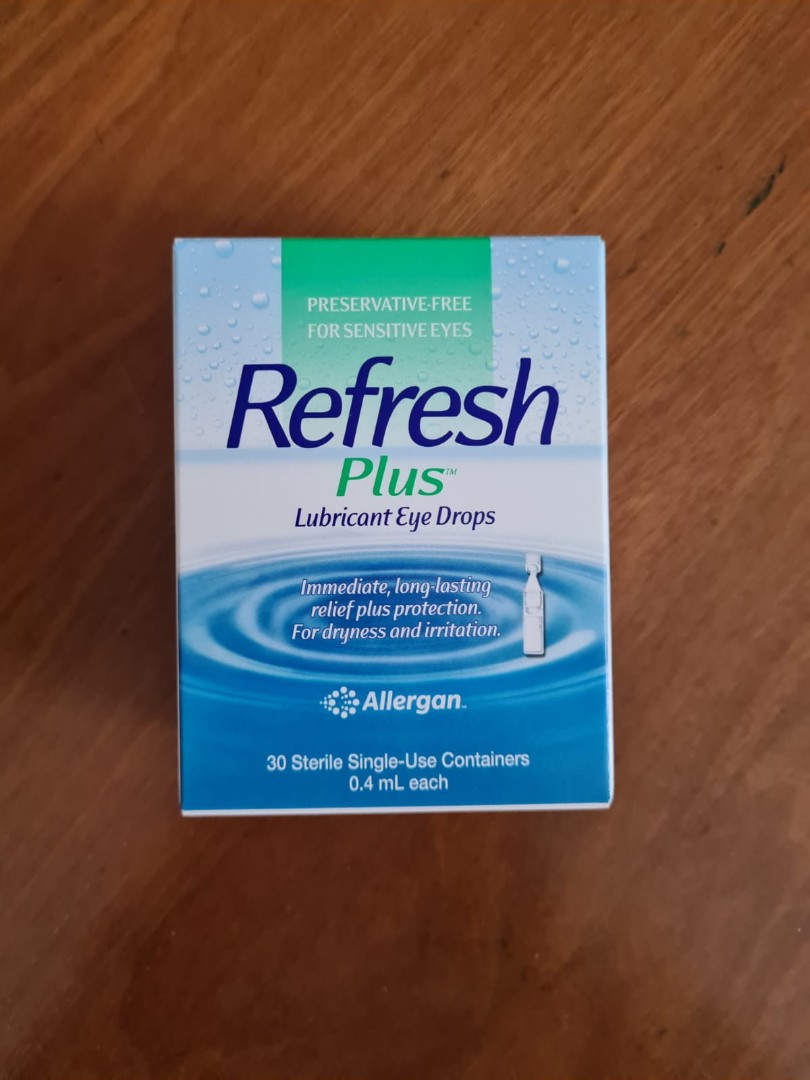 PRESERVATIVE-FREE
FOR SENSITIVE EYES
Refresh
Plus™
Lubricant Eye Drops
Immediate, long-lasting
relief plus protection.
For dryness and irritation.
Allergan™
30 Sterile Single-Use Containers
0.4 mL each